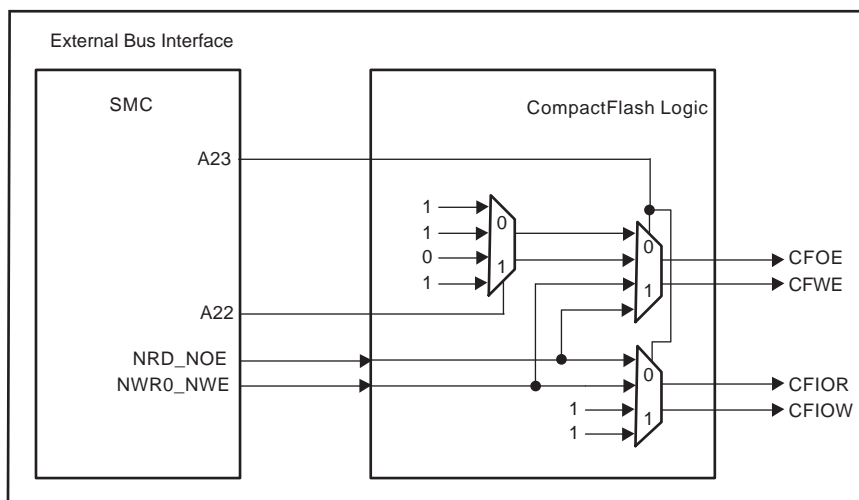 External Bus Interface
SMC
CompactFlash Logic
A23
1
1
0
1
0
1
0
1
CFOE
CFWE
A22
NRD_NOE
NWR0_NWE
0
1
1
1
CFIOR
CFIOW